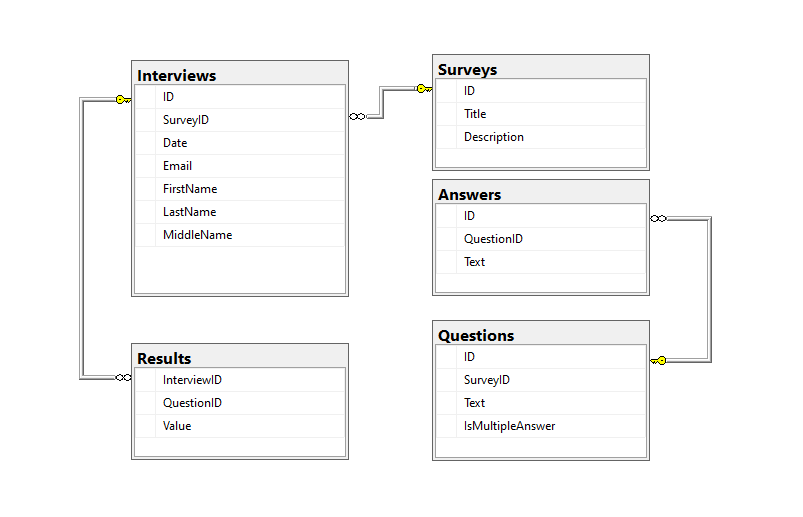 Interviews
ID
SurveyID
Date
Email
FirstName
LastName
MiddleName
Surveys
ID
Title
Description
Answers
ID
QuestionID
Text
Results
InterviewID
QuestionID
Value
Questions
ID
SurveyID
Text
IsMultipleAnswer